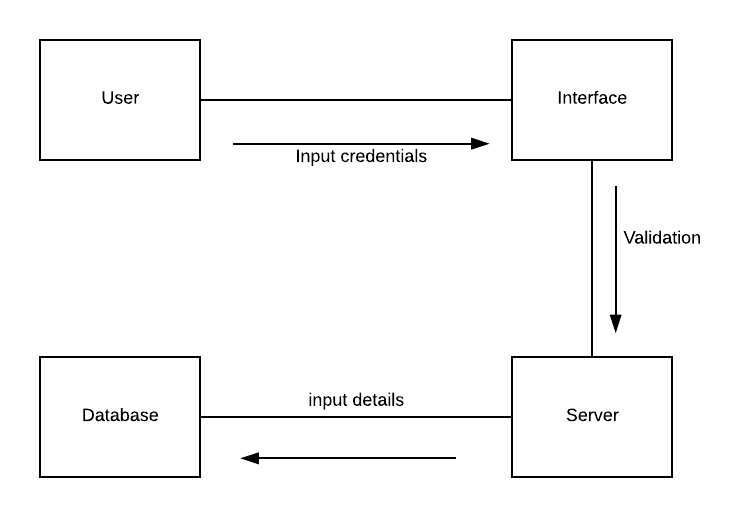 User
Interface
Input credentials
Validation
input details
Database
Server